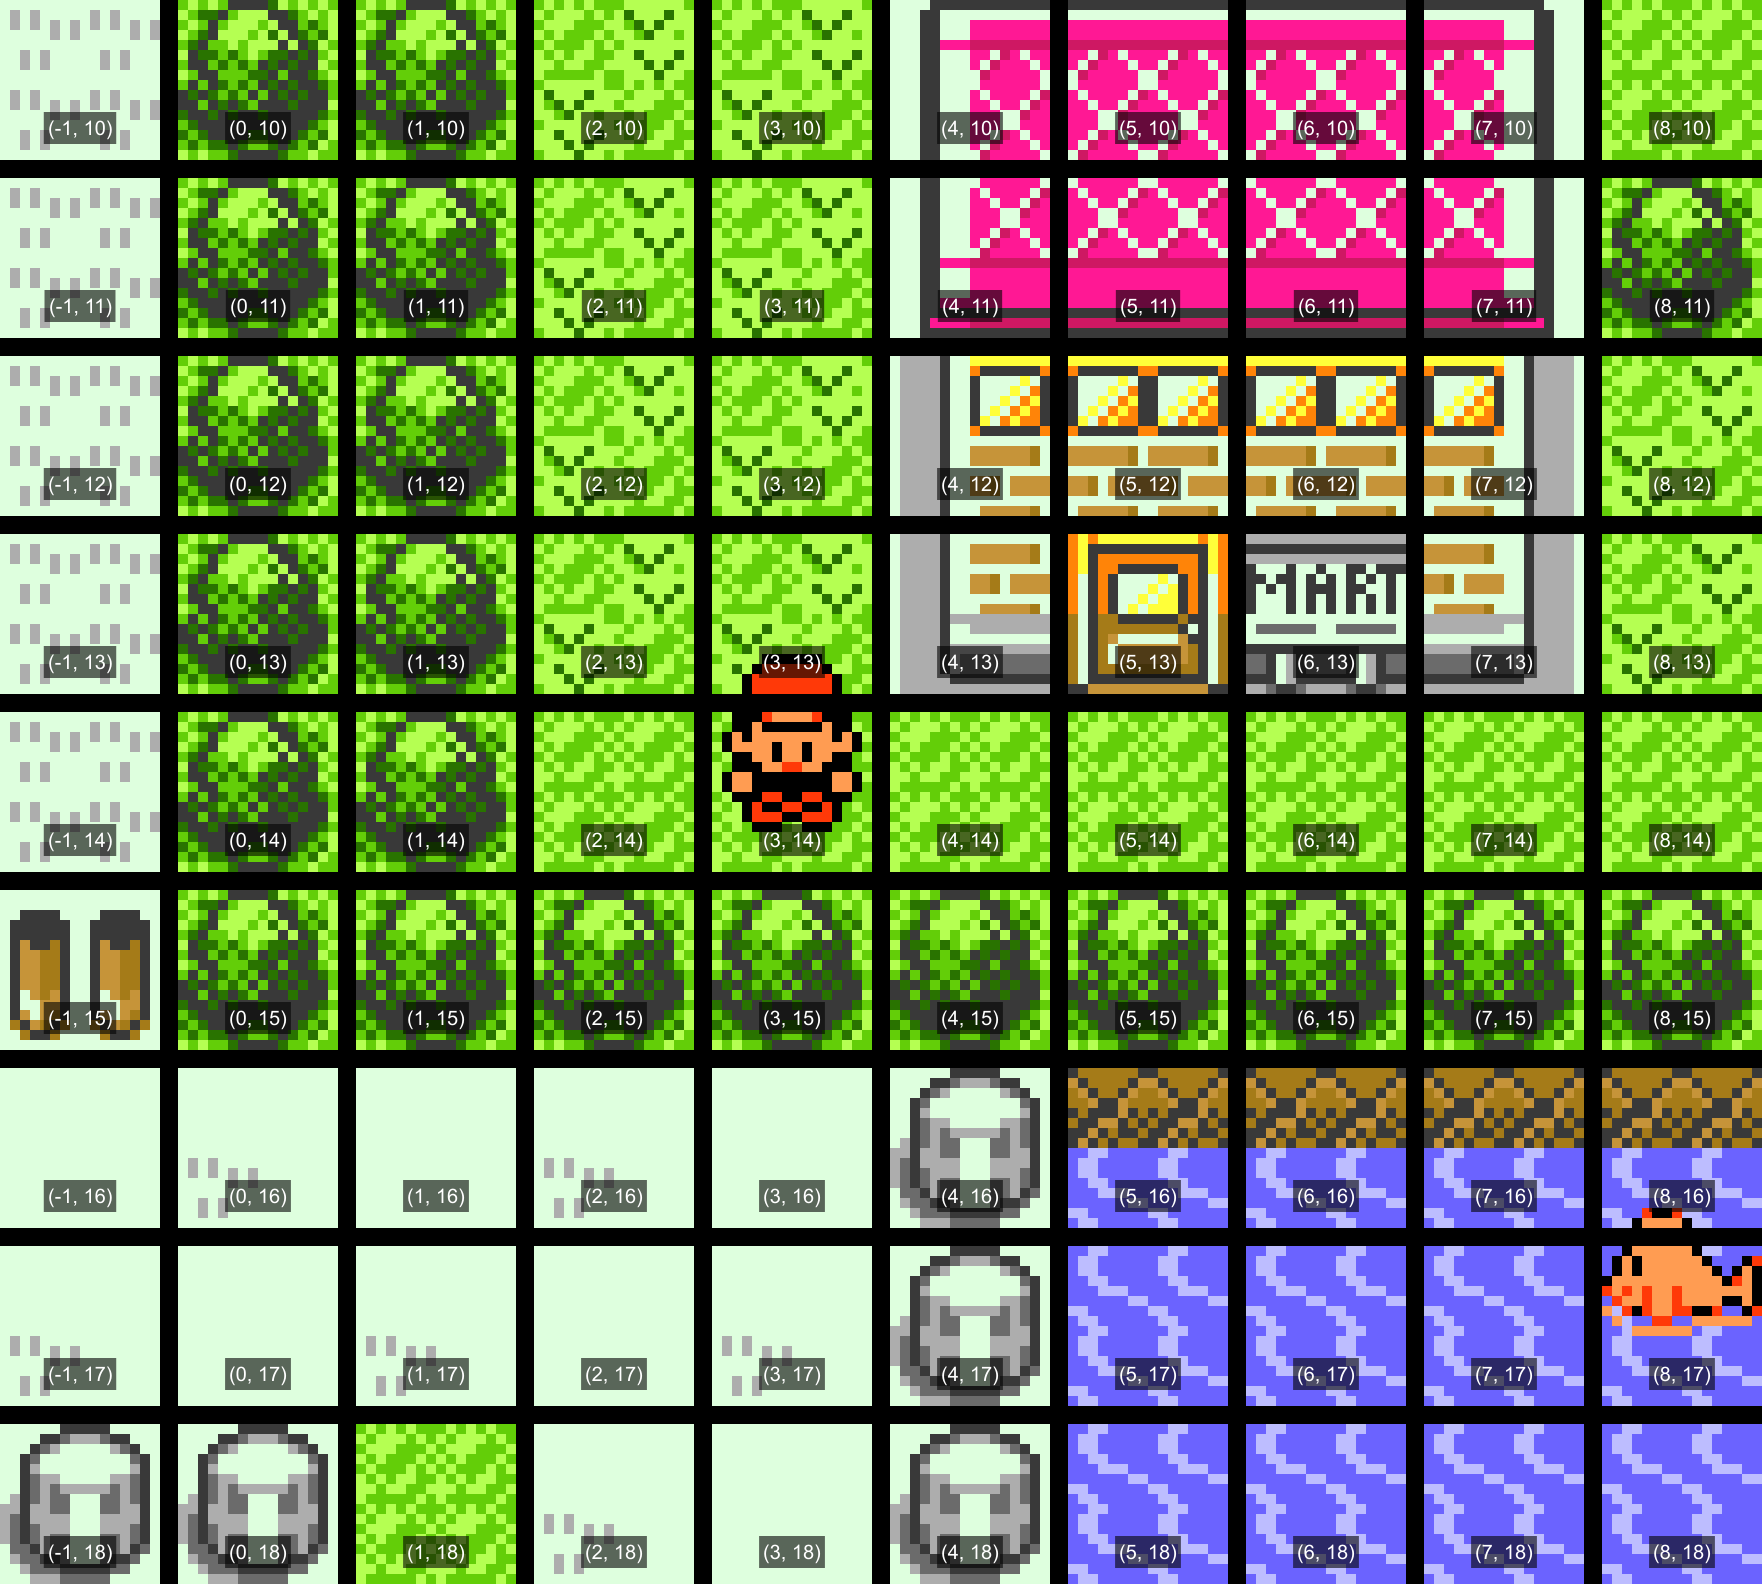 (-1, 10) (0, 10) (1, 10) (2, 10) (3, 10) (4, 10) (5, 10) (6, 10) (7, 10) (8, 10)
(-1, 11) (0, 11) (1, 11) (2, 11) (3, 11) (4, 11) (5, 11) (6, 11) (7, 11) (8, 11)
(-1, 12) (0, 12) (1, 12) (2, 12) (3, 12) (4, 12) (5, 12) (6, 12) (7, 12) (8, 12)
MART
(-1, 13) (0, 13) (1, 13) (2, 13) (3, 13) (4, 13) (5, 13) (6, 13) (7, 13) (8, 13)
(-1, 14) (0, 14) (1, 14) (2, 14) (3, 14) (4, 14) (5, 14) (6, 14) (7, 14) (8, 14)
(-1, 15) (0, 15) (1, 15) (2, 15) (3, 15) (4, 15) (5, 15) (6, 15) (7, 15) (8, 15)
(-1, 16) (0, 16) (1, 16) (2, 16) (3, 16) (4, 16) (5, 16) (6, 16) (7, 16) (8, 16)
(-1, 17) (0, 17) (1, 17) (2, 17) (3, 17) (4, 17) (5, 17) (6, 17) (7, 17) (8, 17)
(-1, 18) (0, 18) (1, 18) (2, 18) (3, 18) (4, 18) (5, 18) (6, 18) (7, 18) (8, 18)